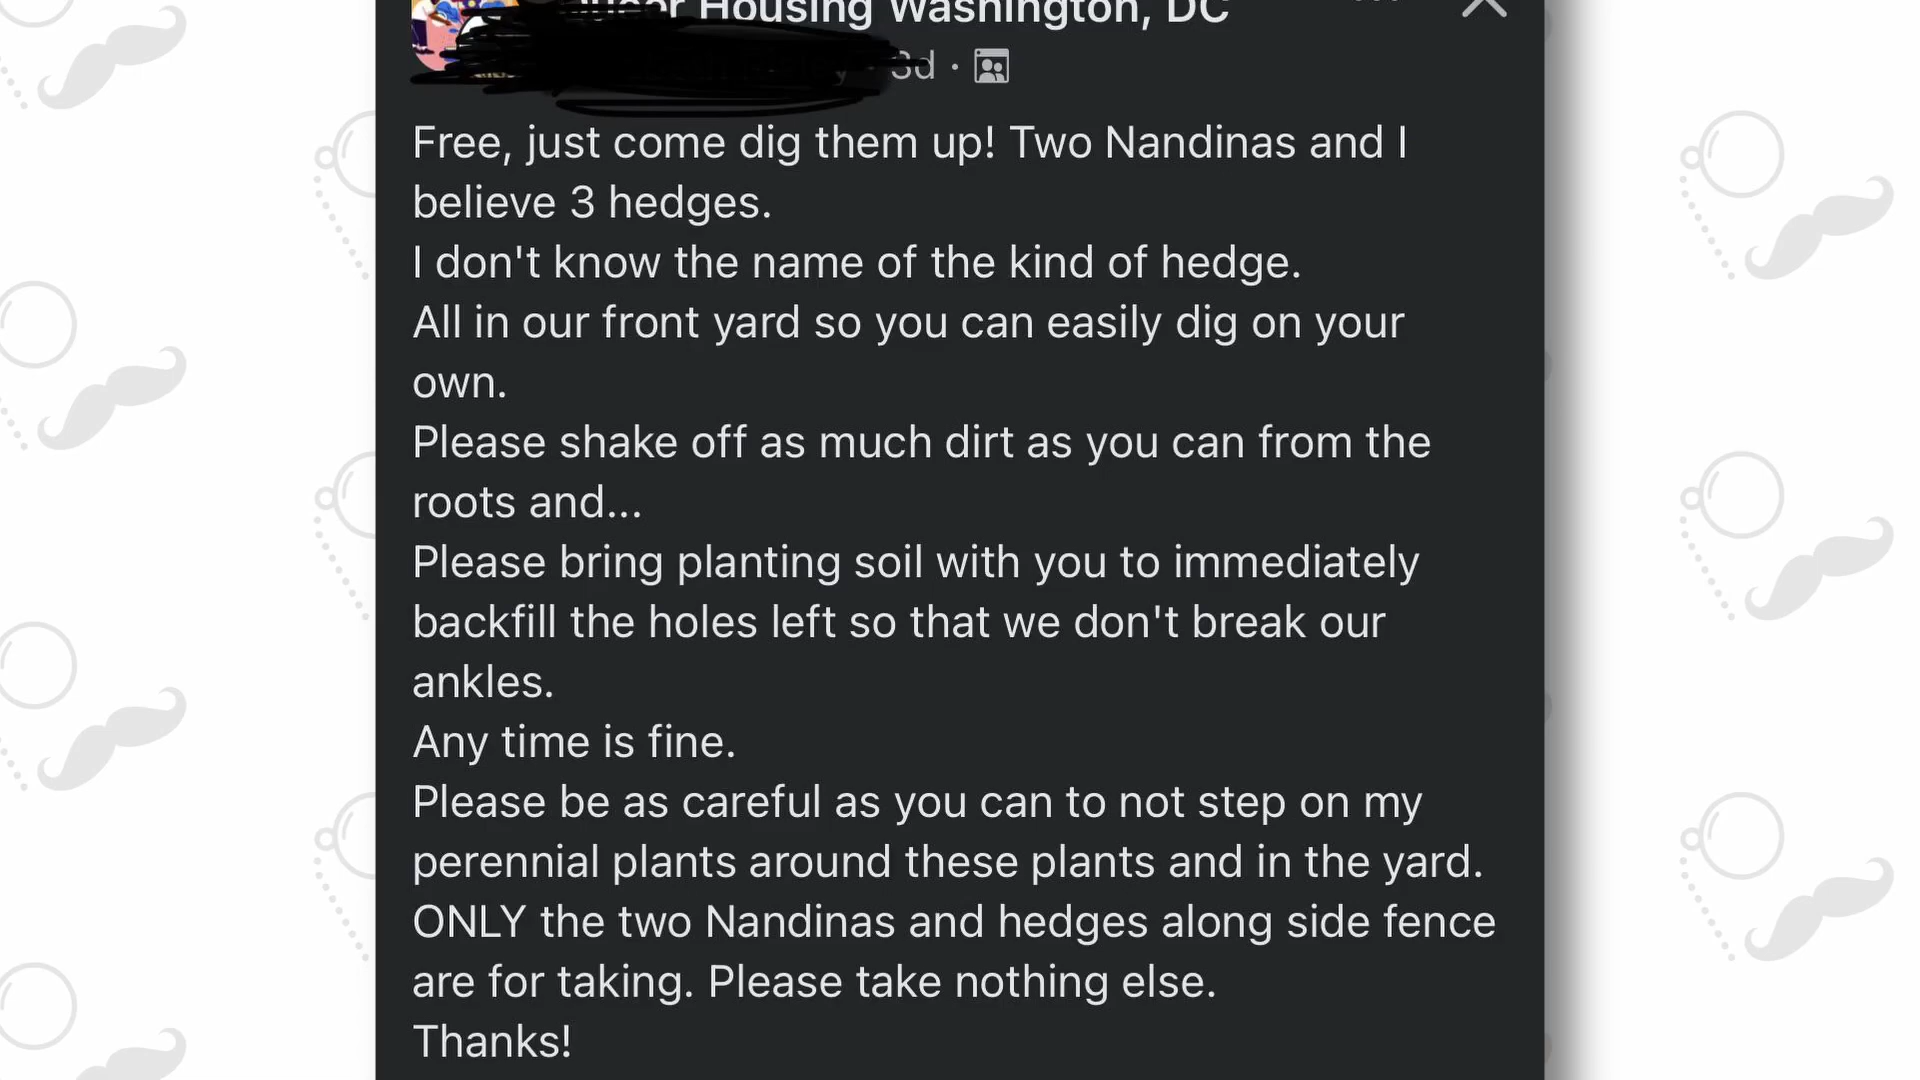 Housing Washington, DC
3d ·
Free, just come dig them up! Two Nandinas and I
believe 3 hedges.
I don't know the name of the kind of hedge.
All in our front yard so you can easily dig on your
own.
Please shake off as much dirt as you can from the
roots and...
Please bring planting soil with you to immediately
backfill the holes left so that we don't break our
ankles.
Any time is fine.
Please be as careful as you can to not step on my
perennial plants around these plants and in the yard.
ONLY the two Nandinas and hedges along side fence
are for taking. Please take nothing else.
Thanks!